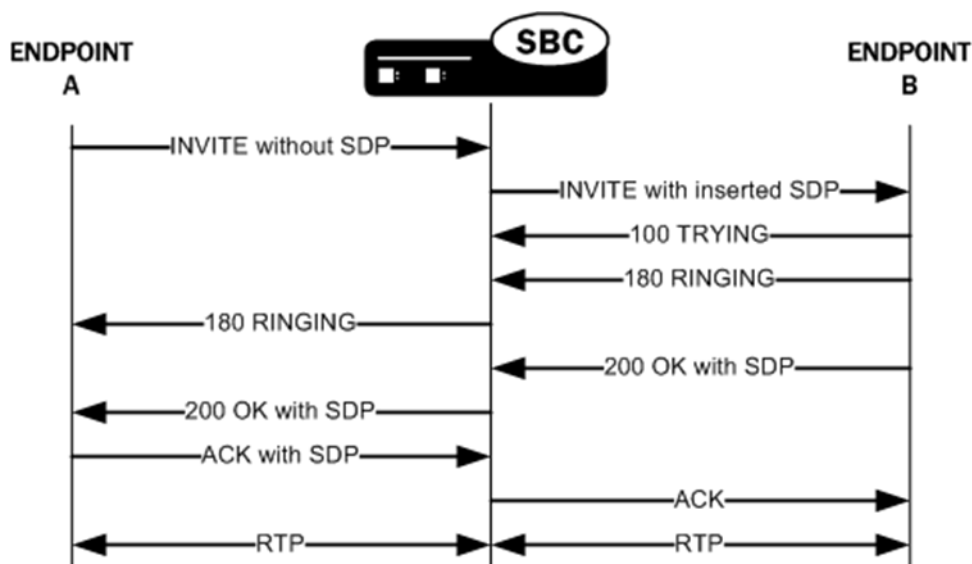 SBC
ENDPOINT
A
ENDPOINT
B
INVITE without SDP
INVITE with inserted SDP
100 TRYING
180 RINGING
180 RINGING
200 OK with SDP
200 OK with SDP
ACK with SDP
ACK
RTP
RTP